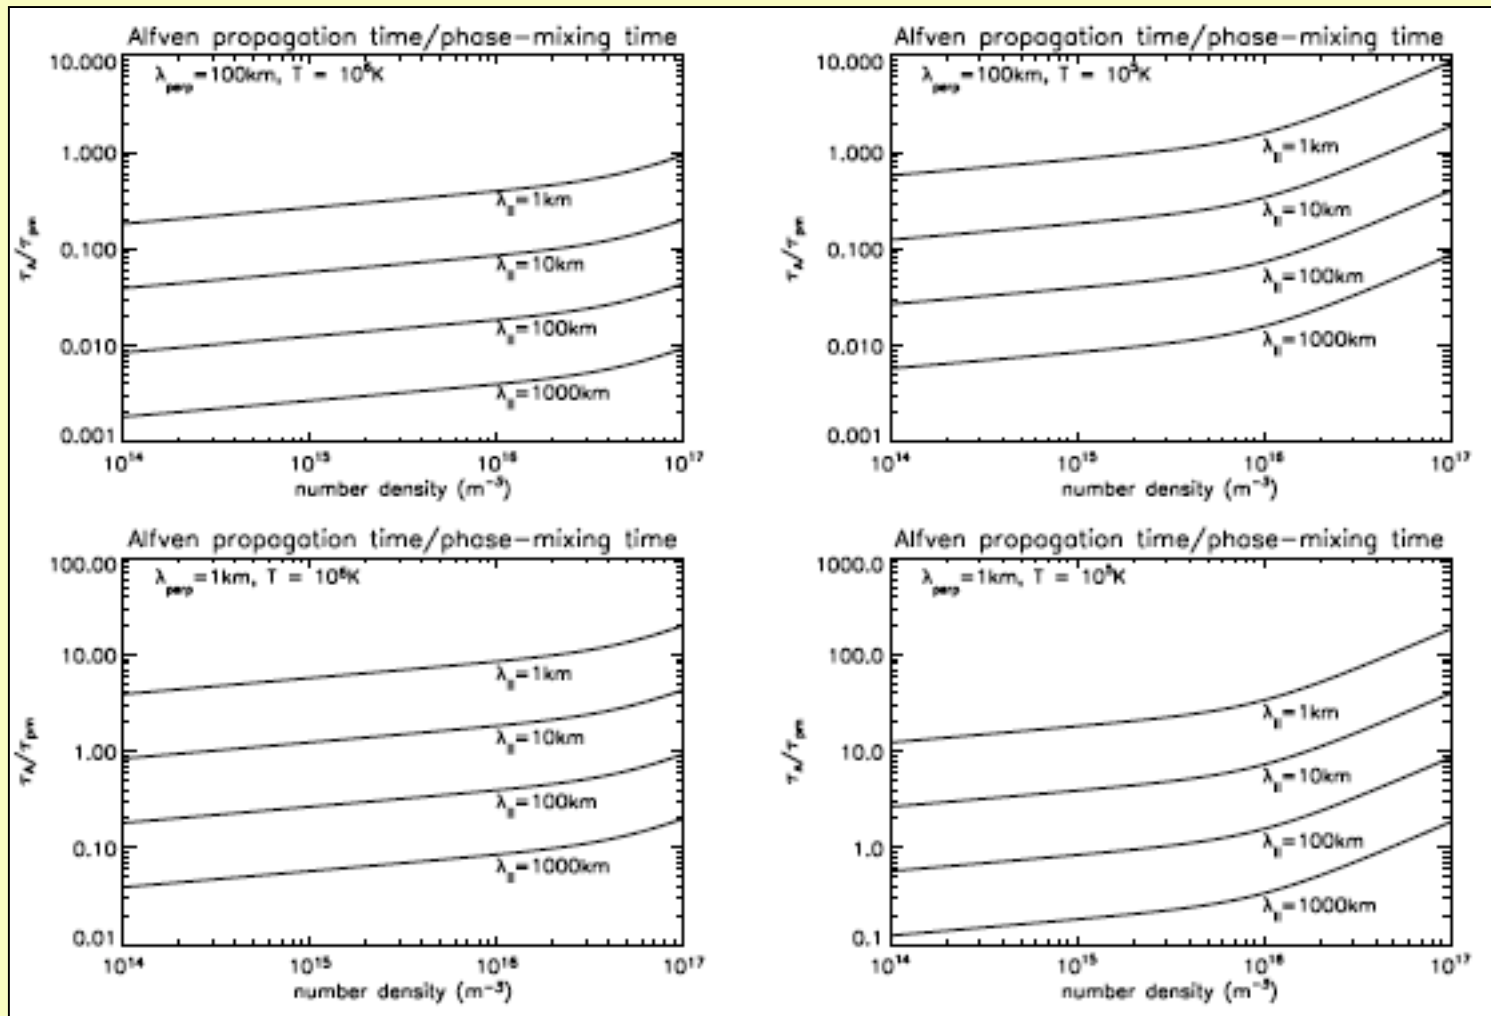 Alfven propagation time/phase-mixing time
λperp=100km, T = 10⁶K
10.000
1.000
0.100
0.010
0.001
τA/τpm
λ||=1km
λ||=10km
λ||=100km
λ||=1000km
10¹⁴ 10¹⁵ 10¹⁶ 10¹⁷
number density (m⁻³)
Alfven propagation time/phase-mixing time
λperp=100km, T = 10⁵K
10.000
1.000
0.100
0.010
0.001
τA/τpm
λ||=1km
λ||=10km
λ||=100km
λ||=1000km
10¹⁴ 10¹⁵ 10¹⁶ 10¹⁷
number density (m⁻³)
Alfven propagation time/phase-mixing time
λperp=1km, T = 10⁶K
100.00
10.00
1.00
0.10
0.01
τA/τpm
λ||=1km
λ||=10km
λ||=100km
λ||=1000km
10¹⁴ 10¹⁵ 10¹⁶ 10¹⁷
number density (m⁻³)
Alfven propagation time/phase-mixing time
λperp=1km, T = 10⁵K
1000.0
100.0
10.0
1.0
0.1
τA/τpm
λ||=1km
λ||=10km
λ||=100km
λ||=1000km
10¹⁴ 10¹⁵ 10¹⁶ 10¹⁷
number density (m⁻³)